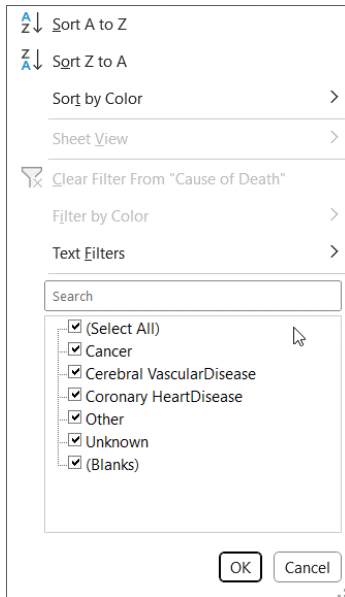 Sort A to Z
Sort Z to A
Sort by Color
Sheet View
Clear Filter From "Cause of Death"
Filter by Color
Text Filters
Search
(Select All)
Cancer
Cerebral VascularDisease
Coronary HeartDisease
Other
Unknown
(Blanks)
OK Cancel